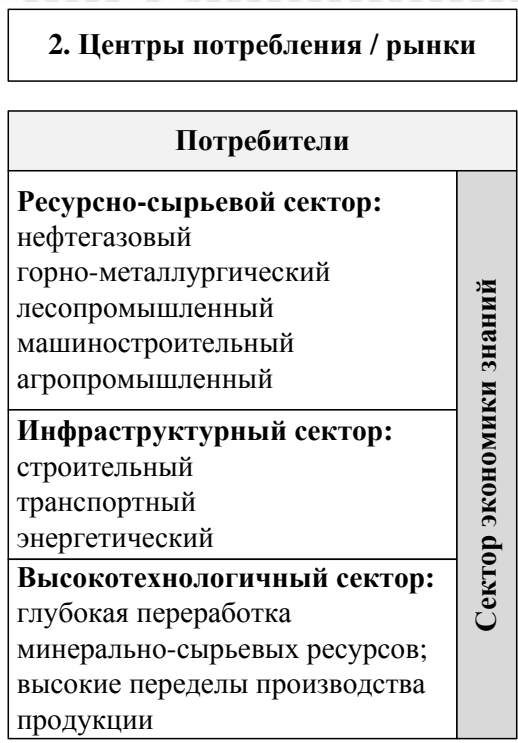 2. Центры потребления / рынки
Потребители
Ресурсно-сырьевой сектор:
нефтегазовый
горно-металлургический
лесопромышленный
машиностроительный
агропромышленный
Инфраструктурный сектор:
строительный
транспортный
энергетический
Высокотехнологичный сектор:
глубокая переработка
минерально-сырьевых ресурсов;
высокие переделы производства
продукции
Сектор экономики знаний